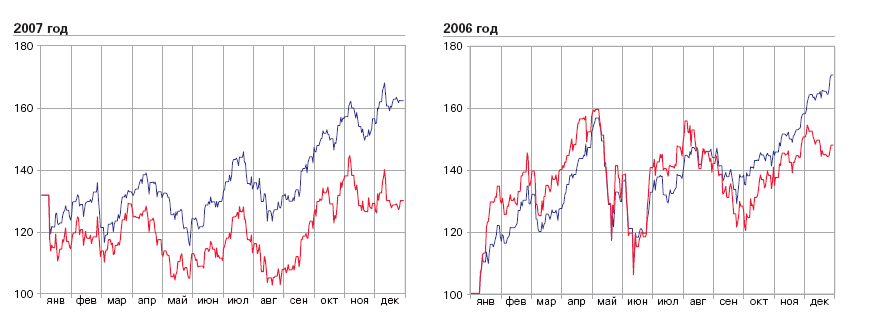 2007 год
180
160
140
120
100
янв фев мар апр май июн июл авг сен окт ноя дек
2006 год
180
160
140
120
100
янв фев мар апр май июн июл авг сен окт ноя дек